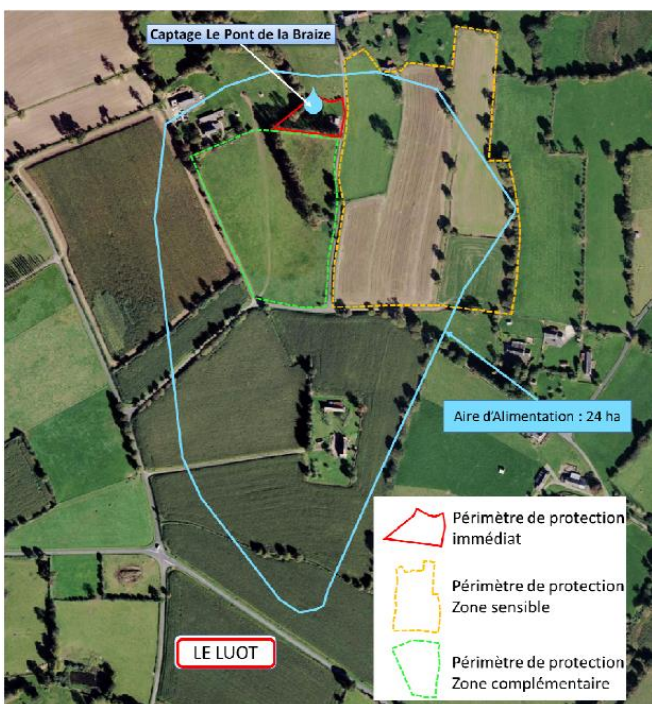 Captage Le Pont de la Braize
Aire d'Alimentation : 24 ha
Périmètre de protection
immédiat
Périmètre de protection
Zone sensible
LE LUOT
Périmètre de protection
Zone complémentaire